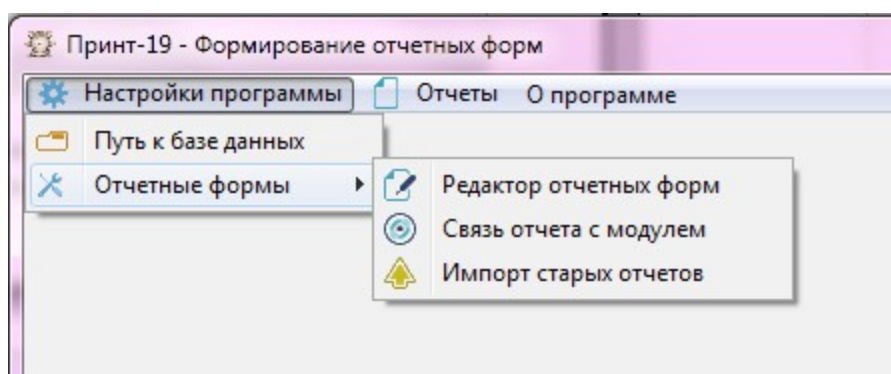 Принт-19 - Формирование отчетных форм
Настройки программы Отчеты О программе
Путь к базе данных
Отчетные формы
Редактор отчетных форм
Связь отчета с модулем
Импорт старых отчетов